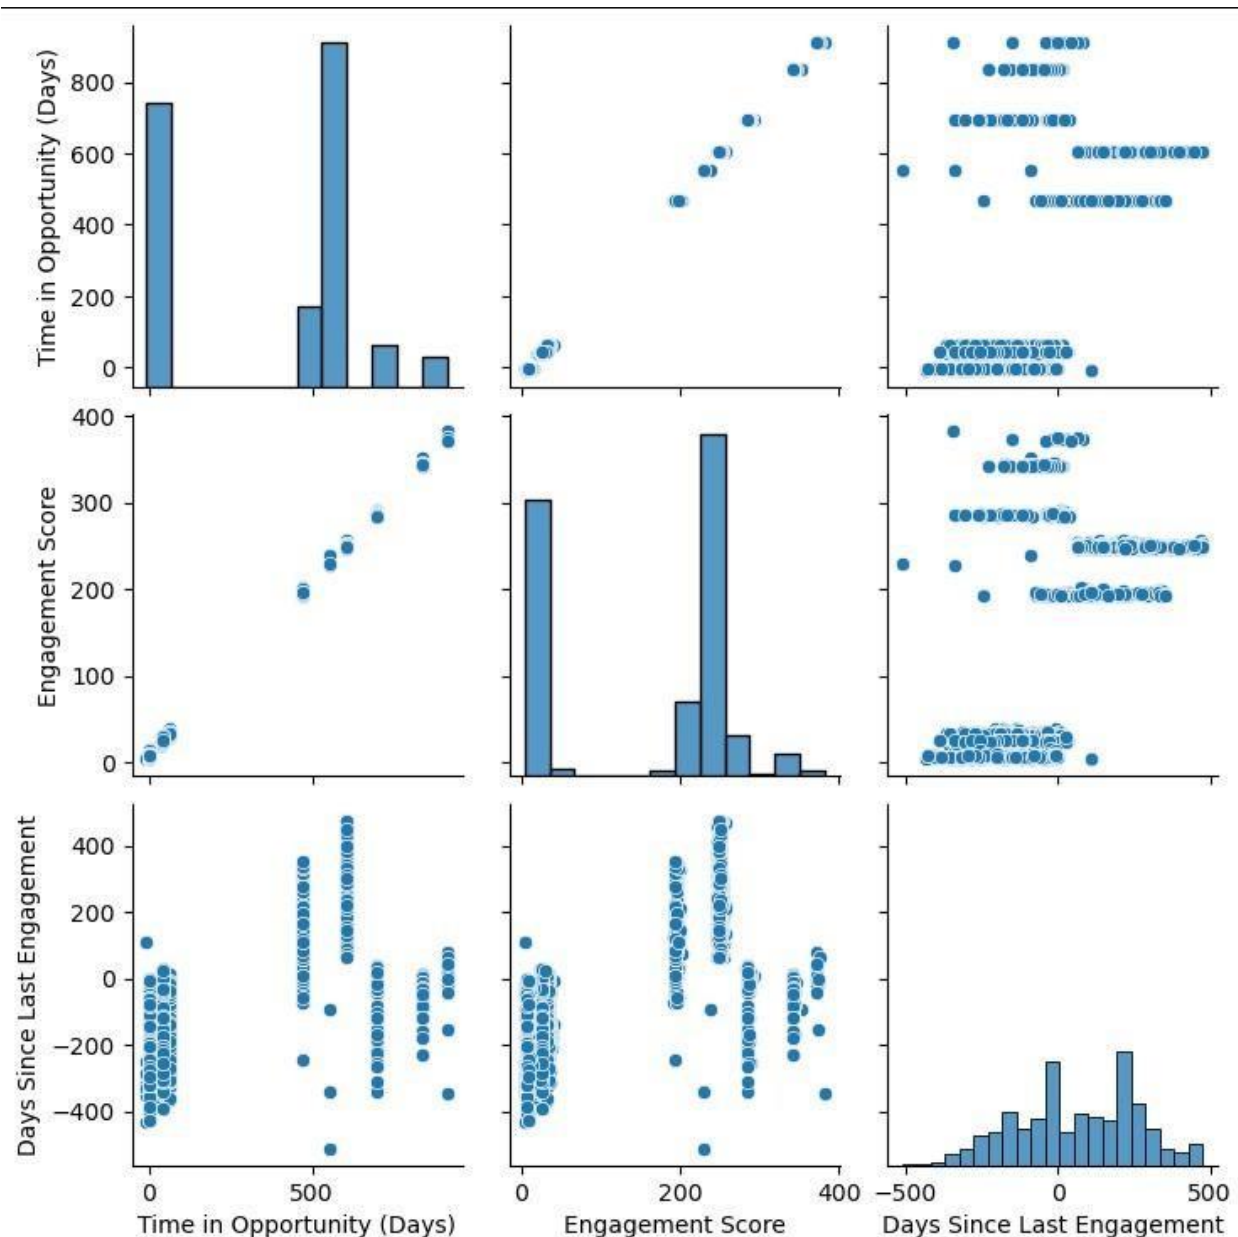 Time in Opportunity (Days)
800
600
400
200
0
Engagement Score
400
300
200
100
0
Days Since Last Engagement
400
200
0
−200
−400
0 500
Time in Opportunity (Days)
0 200 400
Engagement Score
−500 0 500
Days Since Last Engagement